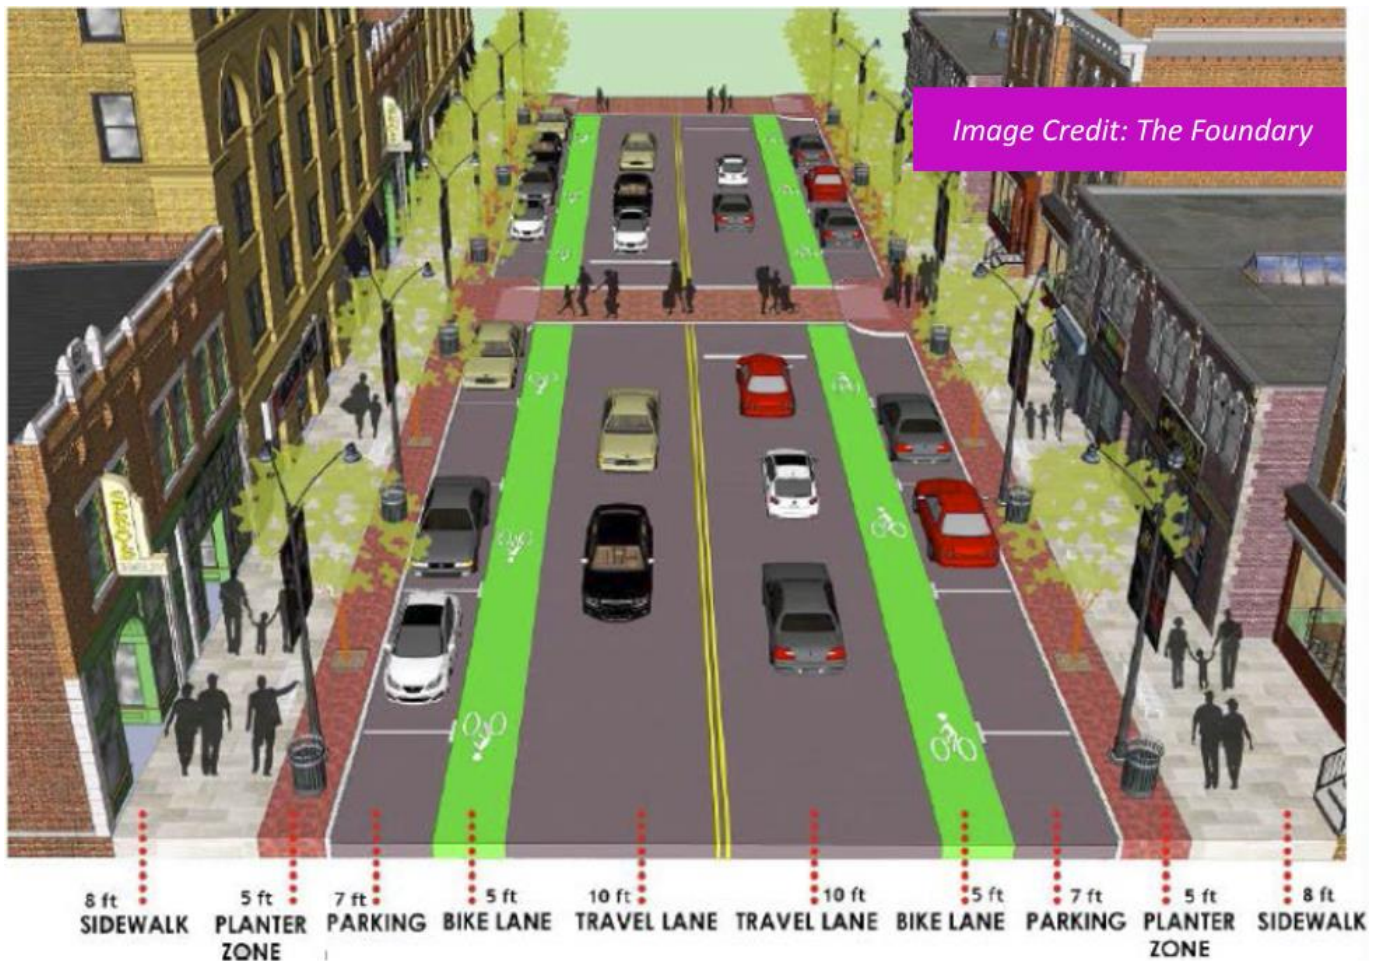 Image Credit: The Foundary
8 ft
SIDEWALK
5 ft
PLANTER
ZONE
7 ft
PARKING
5 ft
BIKE LANE
10 ft
TRAVEL LANE
10 ft
TRAVEL LANE
5 ft
BIKE LANE
7 ft
PARKING
5 ft
PLANTER
ZONE
8 ft
SIDEWALK